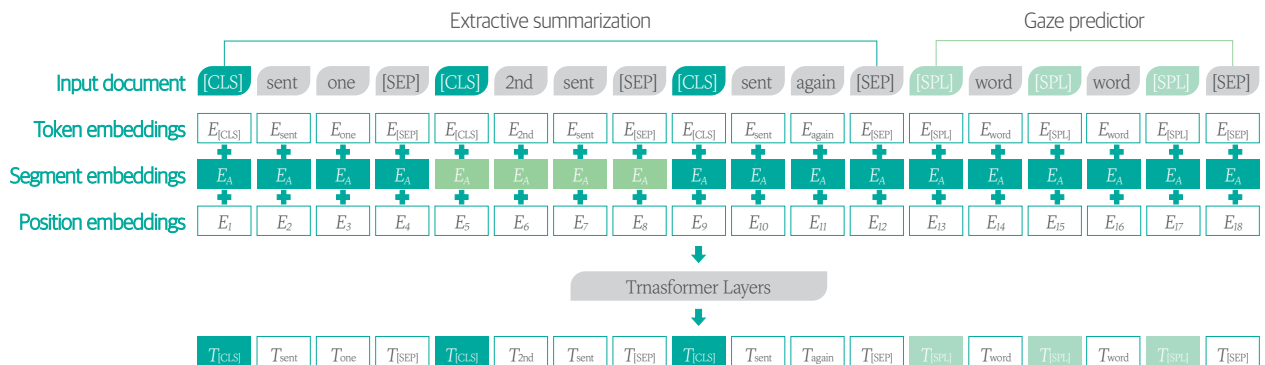 Extractive summarization Gaze predictior
Input document [CLS] sent one [SEP] [CLS] 2nd sent [SEP] [CLS] sent again [SEP] [SPL] word [SPL] word [SPL] [SEP]
Token embeddings E[CLS] Esent Eone E[SEP] E[CLS] E2nd Esent E[SEP] E[CLS] Esent Eagain E[SEP] E[SPL] Eword E[SPL] Eword E[SPL] E[SEP]
Segment embeddings EA EA EA EA EA EA EA EA EA EA EA EA EA EA EA EA EA EA
Position embeddings E1 E2 E3 E4 E5 E6 E7 E8 E9 E10 E11 E12 E13 E14 E15 E16 E17 E18
Trnasformer Layers
T[CLS] Tsent Tone T[SEP] T[CLS] T2nd Tsent T[SEP] T[CLS] Tsent Tagain T[SEP] T[SPL] Tword T[SPL] Tword T[SPL] T[SEP]